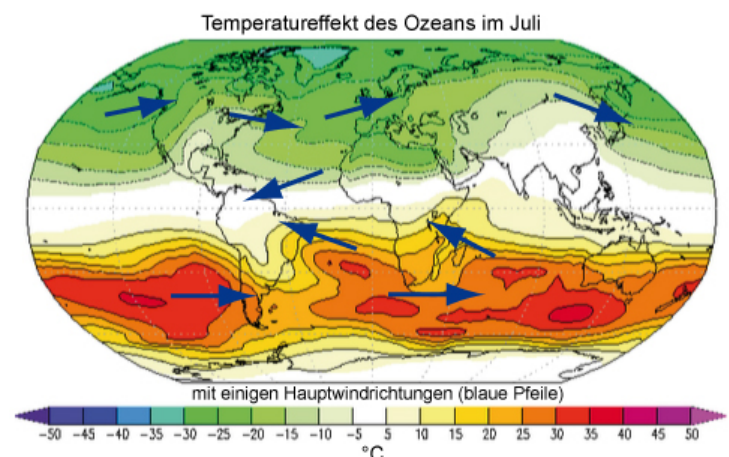 Temperatureffekt des Ozeans im Juli
mit einigen Hauptwindrichtungen (blaue Pfeile)
-50 -45 -40 -35 -30 -25 -20 -15 -10 -5 5 10 15 20 25 30 35 40 45 50
°C